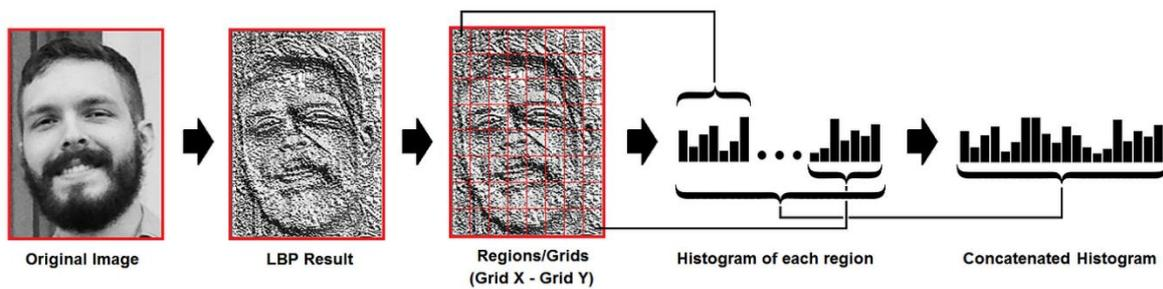 Original Image
LBP Result
Regions/Grids
(Grid X - Grid Y)
Histogram of each region
Concatenated Histogram